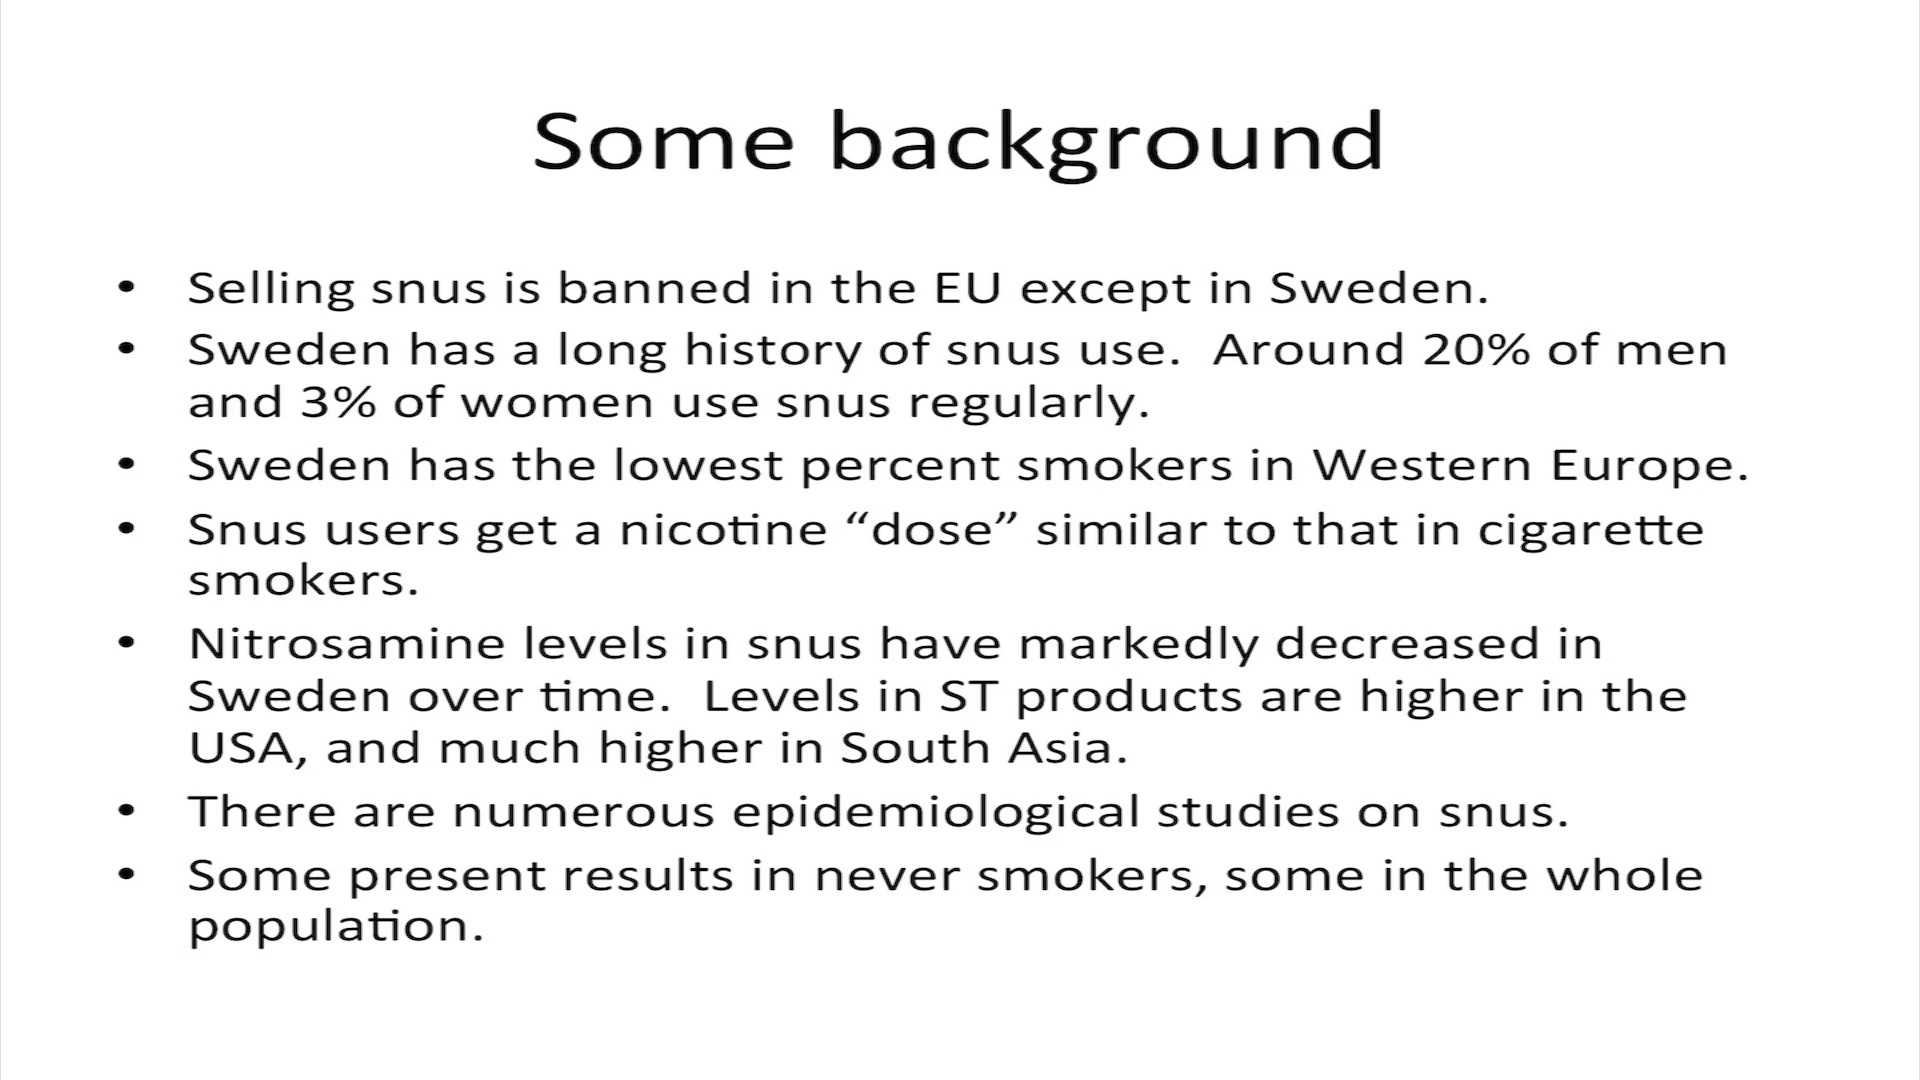 Some background
• Selling snus is banned in the EU except in Sweden.
• Sweden has a long history of snus use.  Around 20% of men
and 3% of women use snus regularly.
• Sweden has the lowest percent smokers in Western Europe.
• Snus users get a nicotine “dose” similar to that in cigarette
smokers.
• Nitrosamine levels in snus have markedly decreased in
Sweden over time.  Levels in ST products are higher in the
USA, and much higher in South Asia.
• There are numerous epidemiological studies on snus.
• Some present results in never smokers, some in the whole
population.